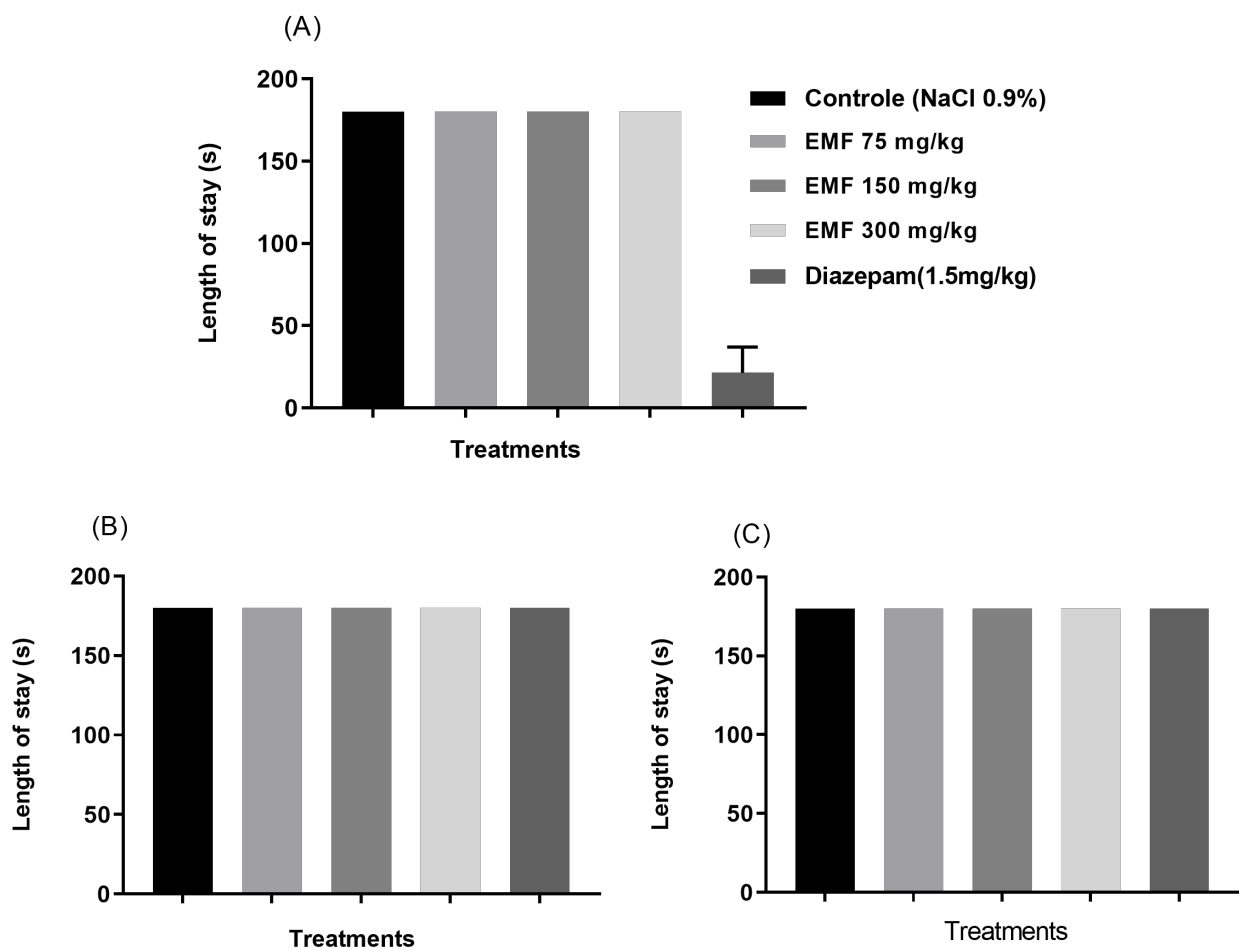 (A)
200
150
100
50
0
Length of stay (s)
Treatments
Controle (NaCl 0.9%)
EMF 75 mg/kg
EMF 150 mg/kg
EMF 300 mg/kg
Diazepam(1.5mg/kg)
(B)
200
150
100
50
0
Length of stay (s)
Treatments
(C)
200
150
100
50
0
Length of stay (s)
Treatments